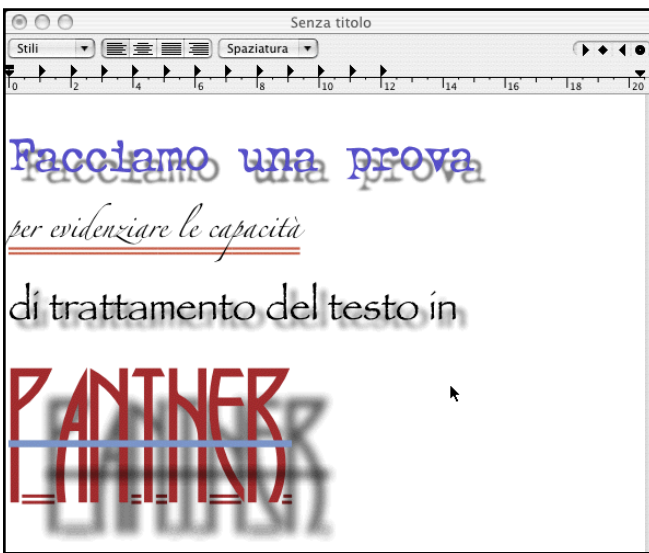 Senza titolo
Stili Spaziatura
0 2 4 6 8 10 12 14 16 18 20
Facciamo una prova
per evidenziare le capacità
di trattamento del testo in
PANTHER